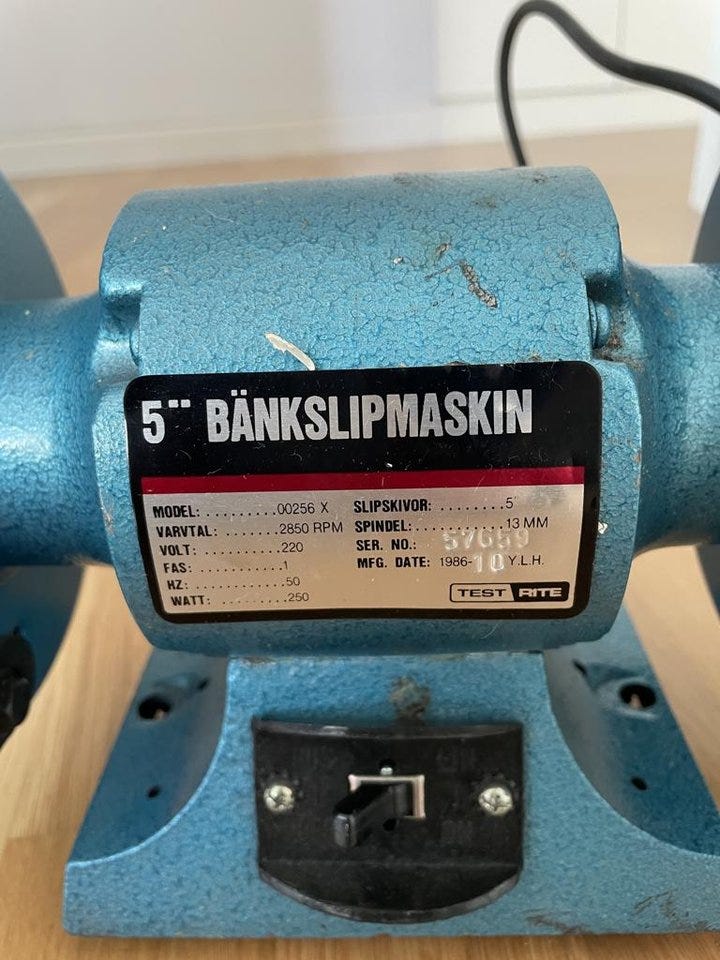 5''' BÄNKSLIPMASKIN
MODEL: ..........00256 X
VARVTAL: .......2850 RPM
VOLT: ...........220
FAS: .............1
HZ: .............50
WATT: ..........250
SLIPSKIVOR: ........5
SPINDEL: ...........13 MM
SER. NO.: 57659
MFG. DATE: 1986-10 Y.L.H.
TEST RITE